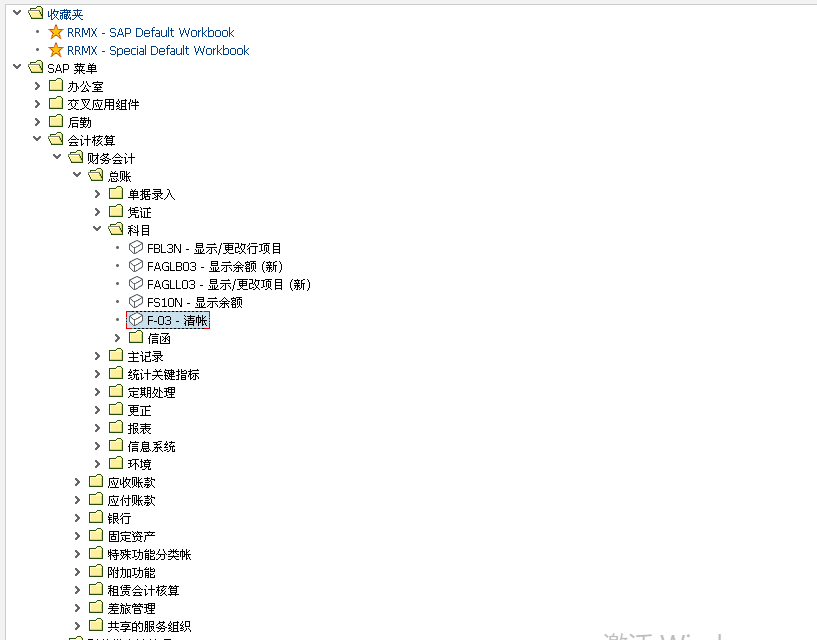 收藏夹
RRMX - SAP Default Workbook
RRMX - Special Default Workbook
SAP 菜单
办公室
交叉应用组件
后勤
会计核算
财务会计
总账
单据录入
凭证
科目
FBL3N - 显示/更改行项目
FAGLB03 - 显示余额 (新)
FAGLL03 - 显示/更改项目 (新)
FS10N - 显示余额
F-03 - 清帐
信函
主记录
统计关键指标
定期处理
更正
报表
信息系统
环境
应收账款
应付账款
银行
固定资产
特殊功能分类帐
附加功能
租赁会计核算
差旅管理
共享的服务组织